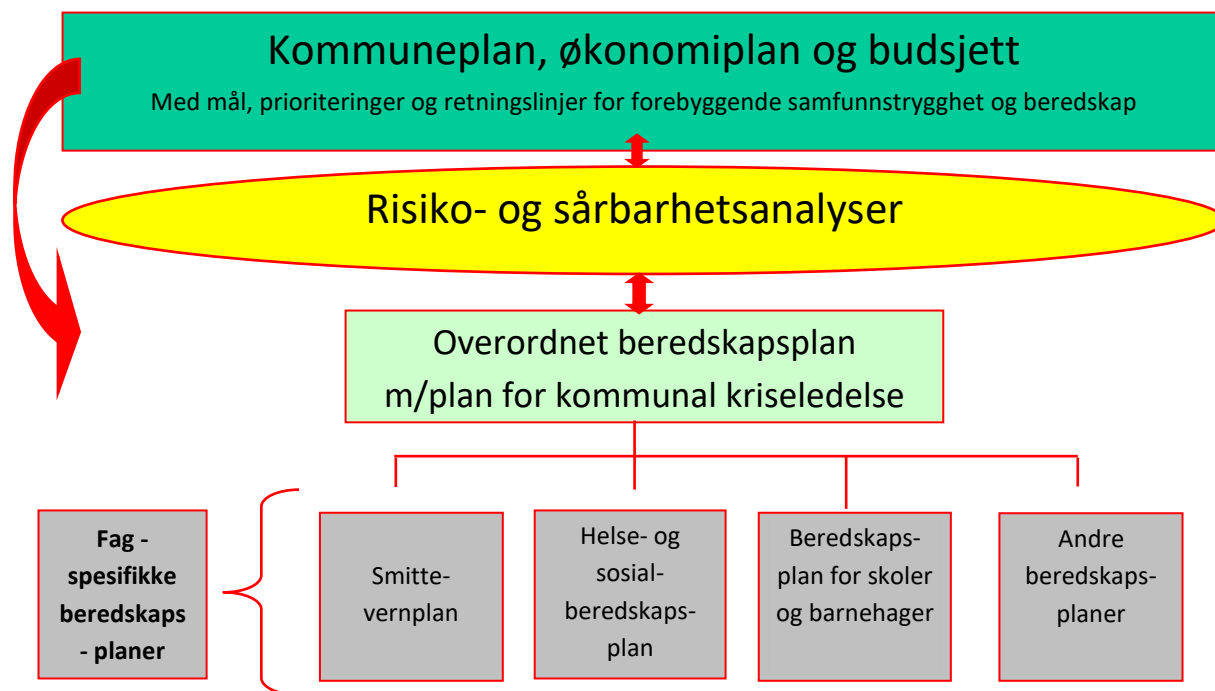 Kommuneplan, økonomiplan og budsjett
Med mål, prioriteringer og retningslinjer for forebyggende samfunnstrygghet og beredskap
Risiko- og sårbarhetsanalyser
Overordnet beredskapsplan
m/plan for kommunal kriseledelse
Fag -
spesifikke
beredskaps
- planer
Smitte-
vernplan
Helse- og
sosial-
beredskaps-
plan
Beredskaps-
plan for skoler
og barnehager
Andre
beredskaps-
planer